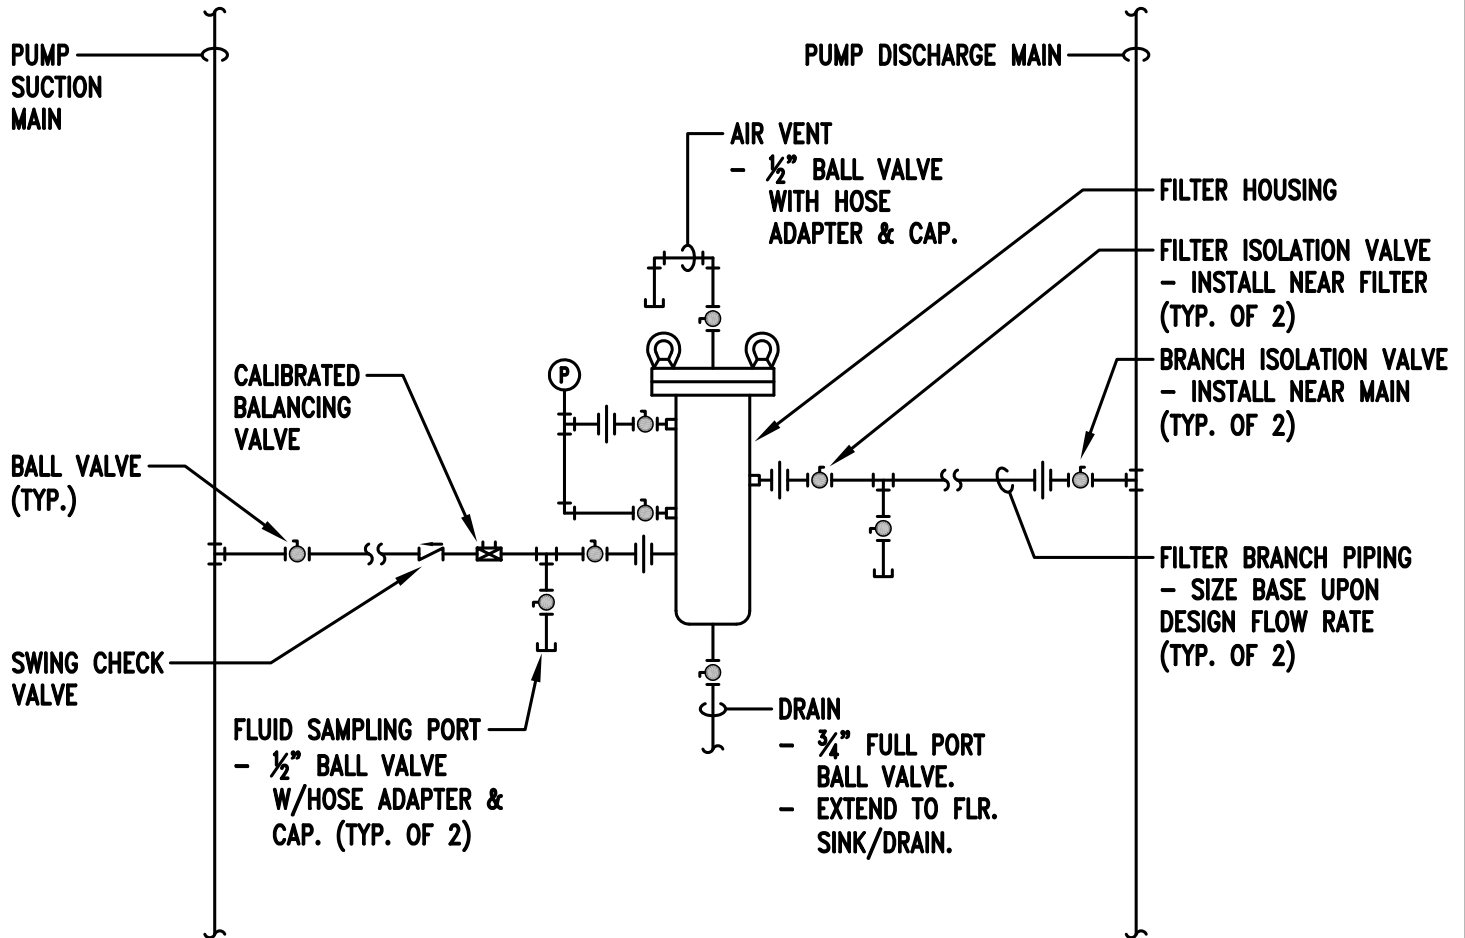 PUMP
SUCTION
MAIN
PUMP DISCHARGE MAIN
AIR VENT
- ½" BALL VALVE
WITH HOSE
ADAPTER & CAP.
FILTER HOUSING
FILTER ISOLATION VALVE
- INSTALL NEAR FILTER
(TYP. OF 2)
BRANCH ISOLATION VALVE
- INSTALL NEAR MAIN
(TYP. OF 2)
CALIBRATED
BALANCING
VALVE
P
BALL VALVE
(TYP.)
FILTER BRANCH PIPING
- SIZE BASE UPON
DESIGN FLOW RATE
(TYP. OF 2)
SWING CHECK
VALVE
FLUID SAMPLING PORT
- ½" BALL VALVE
W/HOSE ADAPTER &
CAP. (TYP. OF 2)
DRAIN
- ¾" FULL PORT
BALL VALVE.
- EXTEND TO FLR.
SINK/DRAIN.